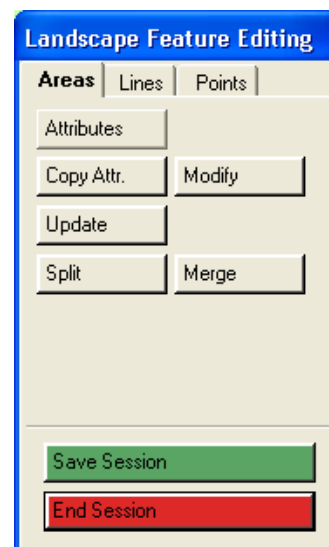 Landscape Feature Editing
Areas Lines Points
Attributes
Copy Attr. Modify
Update
Split Merge
Save Session
End Session